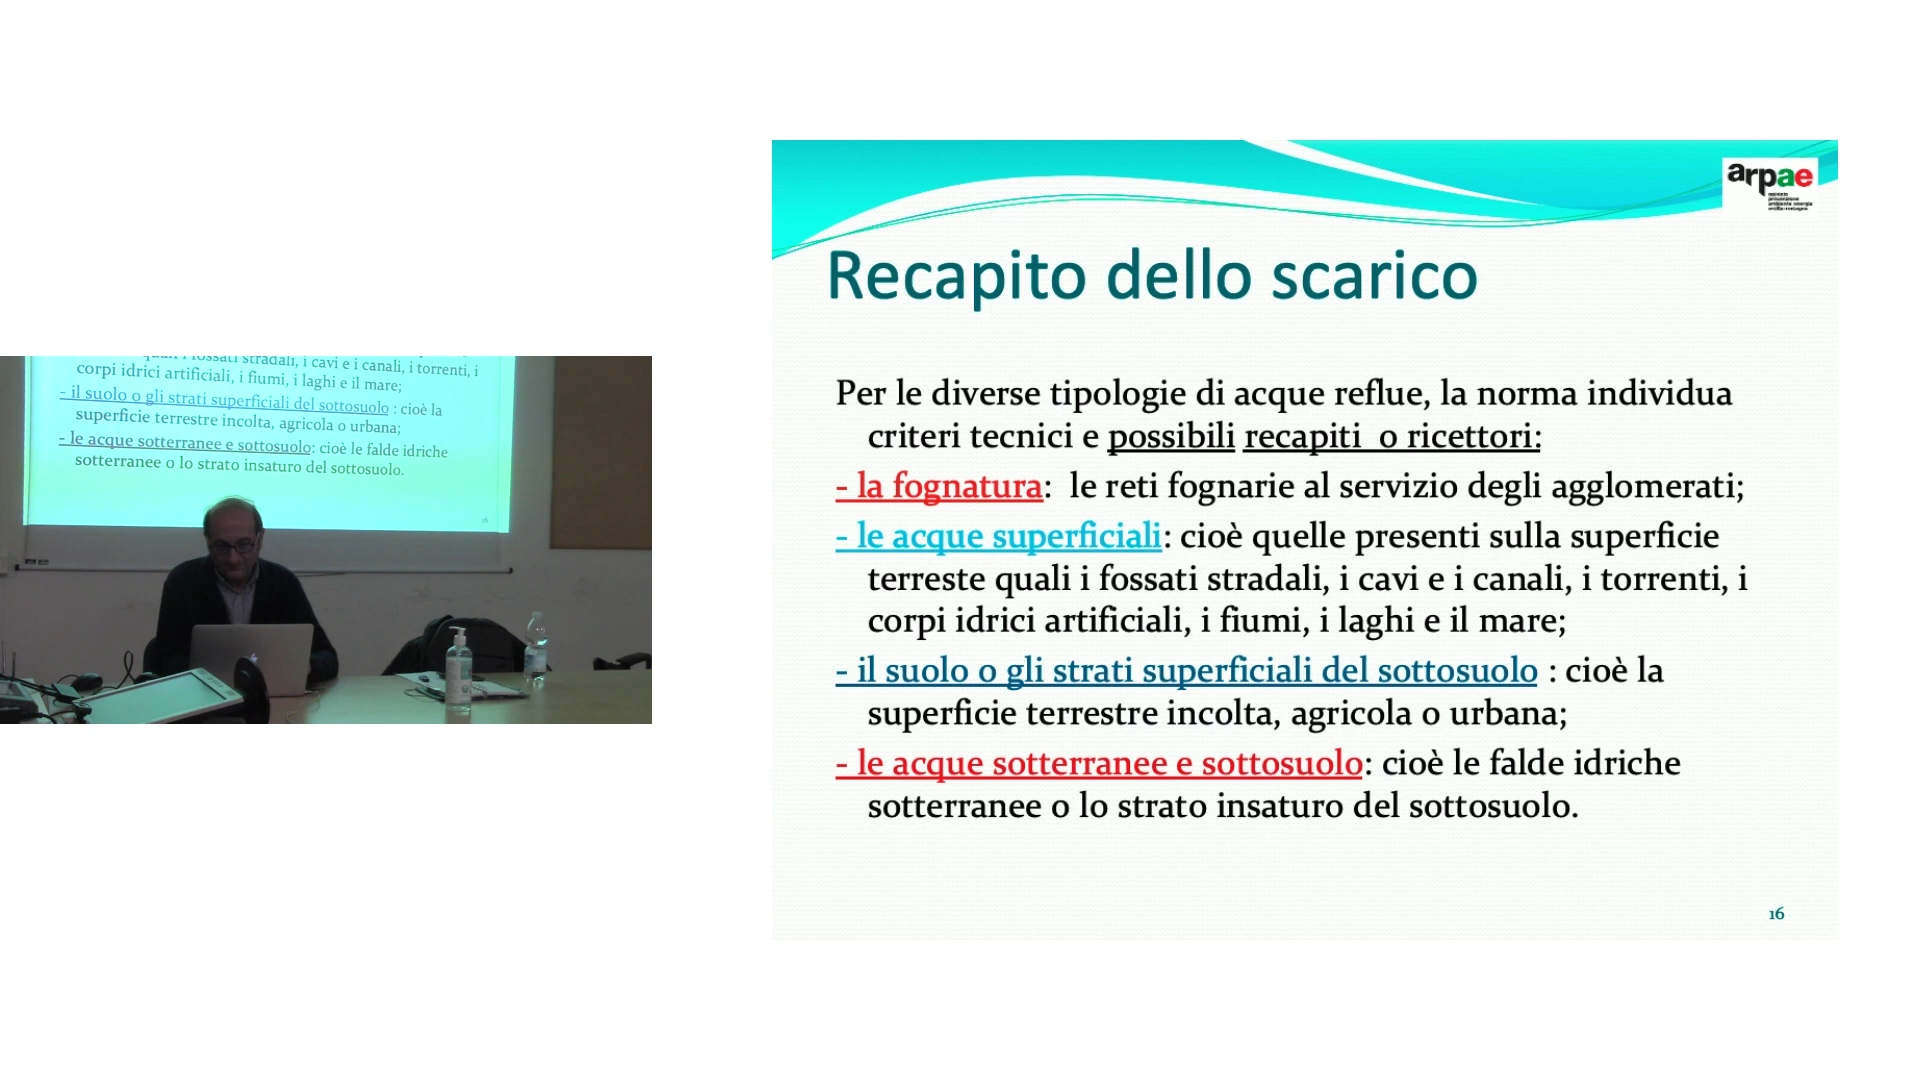 quali i fossati stradali, i cavi e i canali, i torrenti, i
corpi idrici artificiali, i fiumi, i laghi e il mare;
- il suolo o gli strati superficiali del sottosuolo : cioè la
superficie terrestre incolta, agricola o urbana;
- le acque sotterranee e sottosuolo: cioè le falde idriche
sotterranee o lo strato insaturo del sottosuolo.
arpae
Recapito dello scarico
Per le diverse tipologie di acque reflue, la norma individua
criteri tecnici e possibili recapiti o ricettori:
- la fognatura: le reti fognarie al servizio degli agglomerati;
- le acque superficiali: cioè quelle presenti sulla superficie
terreste quali i fossati stradali, i cavi e i canali, i torrenti, i
corpi idrici artificiali, i fiumi, i laghi e il mare;
- il suolo o gli strati superficiali del sottosuolo : cioè la
superficie terrestre incolta, agricola o urbana;
- le acque sotterranee e sottosuolo: cioè le falde idriche
sotterranee o lo strato insaturo del sottosuolo.
16